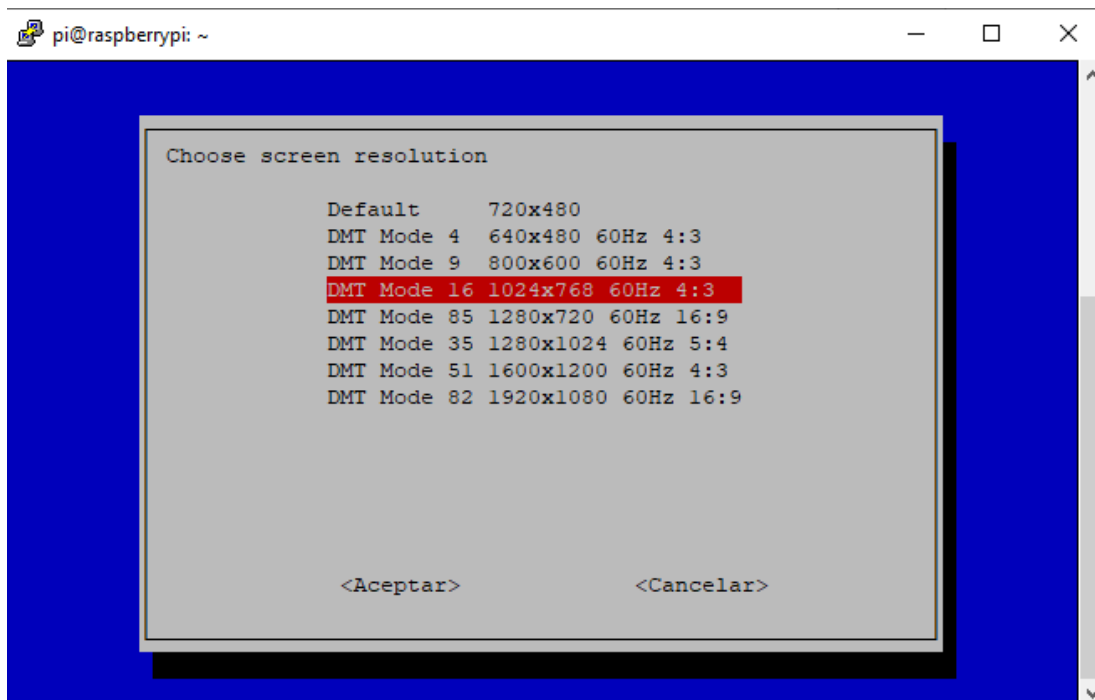 pi@raspberrypi: ~
Choose screen resolution
Default 720x480
DMT Mode 4 640x480 60Hz 4:3
DMT Mode 9 800x600 60Hz 4:3
DMT Mode 16 1024x768 60Hz 4:3
DMT Mode 85 1280x720 60Hz 16:9
DMT Mode 35 1280x1024 60Hz 5:4
DMT Mode 51 1600x1200 60Hz 4:3
DMT Mode 82 1920x1080 60Hz 16:9
<Aceptar> <Cancelar>